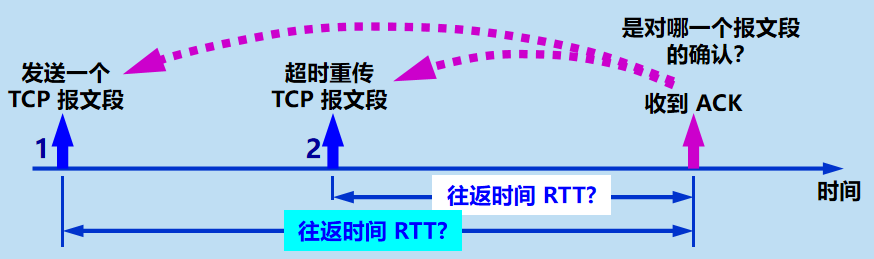 是对哪一个报文段
的确认?
发送一个
TCP 报文段
超时重传
TCP 报文段
收到 ACK
1
2
时间
往返时间 RTT?
往返时间 RTT?